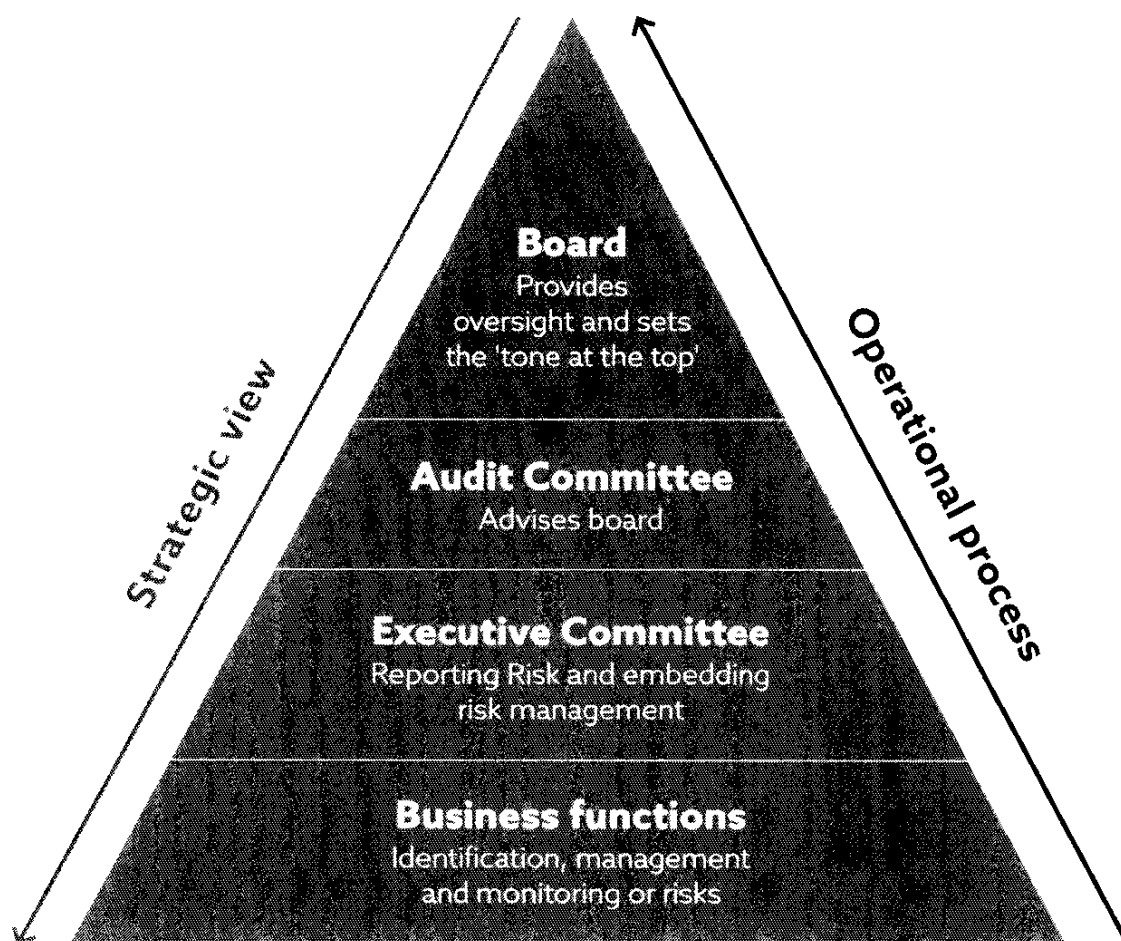 Board
Provides
oversight and sets
the 'tone at the top'
Audit Committee
Advises board
Executive Committee
Reporting Risk and embedding
risk management
Business functions
Identification, management
and monitoring or risks
Strategic view
Operational process